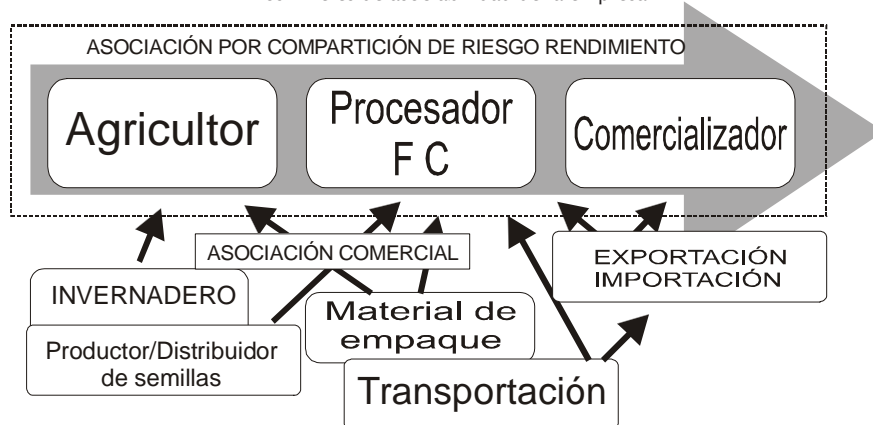 ASOCIACIÓN POR COMPARTICIÓN DE RIESGO RENDIMIENTO
Agricultor
Procesador
F C
Comercializador
ASOCIACIÓN COMERCIAL
EXPORTACIÓN
IMPORTACIÓN
INVERNADERO
Material de
empaque
Productor/Distribuidor
de semillas
Transportación